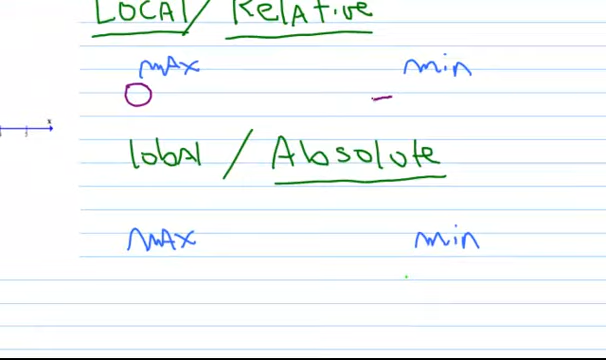 LOCAL / RELATIVE
MAX min
O -
lobal / Absolute
MAX min
x